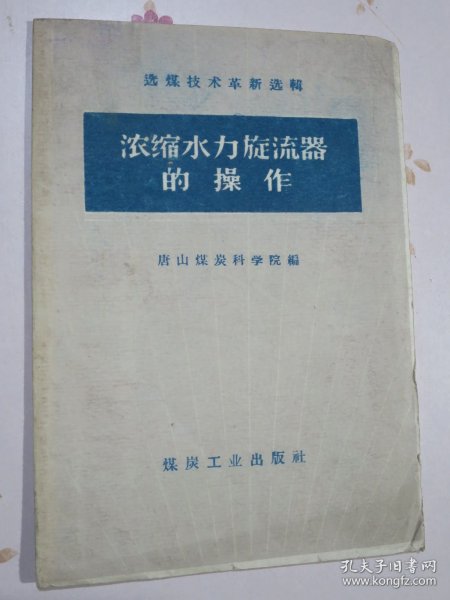 选煤技术革新选輯
浓缩水力旋流器
的操作
唐山煤炭科学院編
煤炭工业出版社
孔夫子旧书网
www.kongfz.com